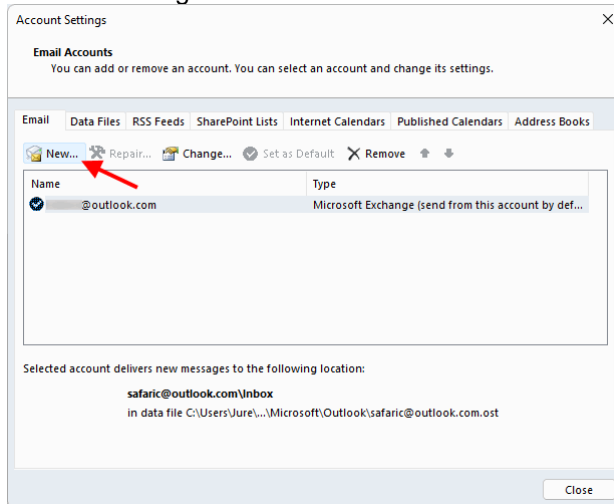 Account Settings
Email Accounts
You can add or remove an account. You can select an account and change its settings.
Email Data Files RSS Feeds SharePoint Lists Internet Calendars Published Calendars Address Books
New... Repair... Change... Set as Default Remove
Name Type
@outlook.com Microsoft Exchange (send from this account by def...
Selected account delivers new messages to the following location:
safaric@outlook.com\Inbox
in data file C:\Users\Jure\...\Microsoft\Outlook\safaric@outlook.com.ost
Close